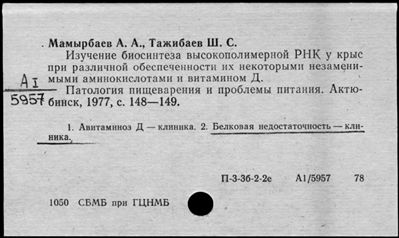 Мамырбаев А. А., Тажибаев Ш. С.
Изучение биосинтеза высокополимерной РНК у крыс
при различной обеспеченности их некоторыми незамени-
мыми аминокислотами и витамином Д.
АI
5957
Патология пищеварения и проблемы питания. Актю-
бинск, 1977, с. 148—149.
1. Авитаминоз Д — клиника. 2. Белковая недостаточность — кли-
ника.
П-3-36-2-2е А1/5957 78
1050 СБМБ при ГЦНМБ